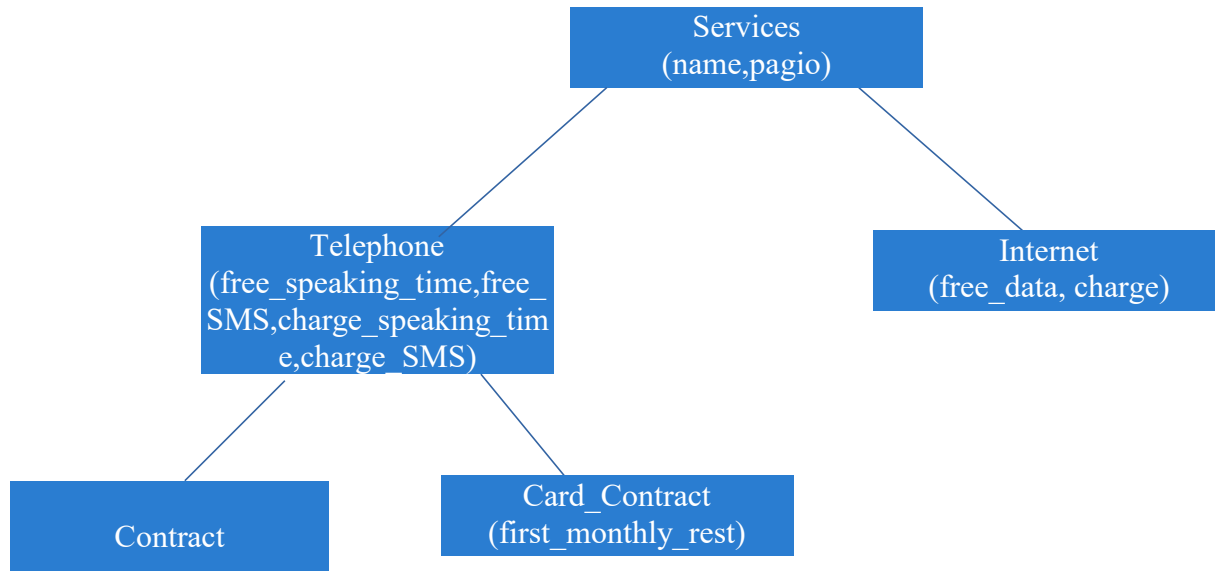 Services
(name,pagio)
Telephone
(free_speaking_time,free_
SMS,charge_speaking_tim
e,charge_SMS)
Internet
(free_data, charge)
Contract
Card_Contract
(first_monthly_rest)